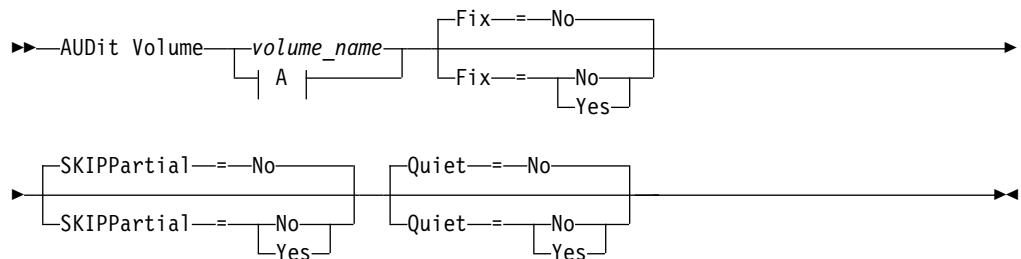 Fix = No
AUDit Volume volume_name
A
Fix = No
Yes
SKIPPartial = No
Quiet = No
SKIPPartial = No
Yes
Quiet = No
Yes